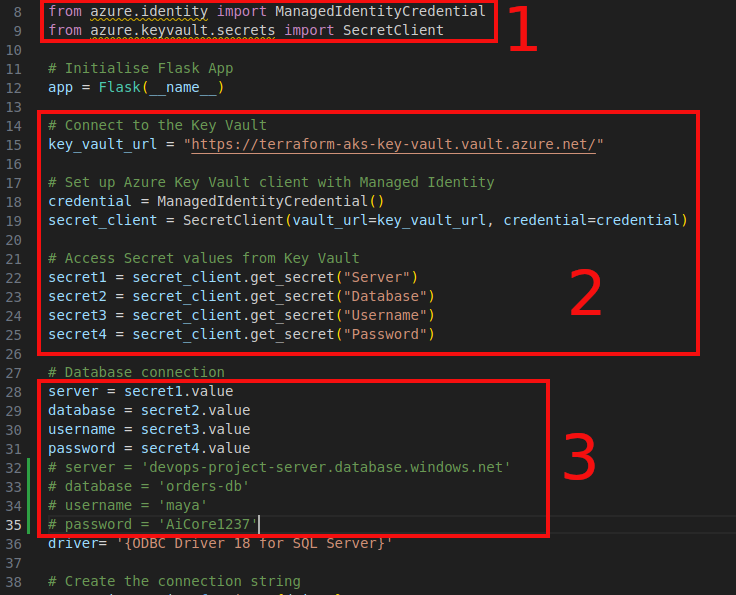 8 from azure.identity import ManagedIdentityCredential
9 from azure.keyvault.secrets import SecretClient
1
10
11 # Initialise Flask App
12 app = Flask(__name__)
13
14 # Connect to the Key Vault
15 key_vault_url = "https://terraform-aks-key-vault.vault.azure.net/"
16
17 # Set up Azure Key Vault client with Managed Identity
18 credential = ManagedIdentityCredential()
19 secret_client = SecretClient(vault_url=key_vault_url, credential=credential)
20
21 # Access Secret values from Key Vault
22 secret1 = secret_client.get_secret("Server")
23 secret2 = secret_client.get_secret("Database")
24 secret3 = secret_client.get_secret("Username")
25 secret4 = secret_client.get_secret("Password")
2
26
27 # Database connection
28 server = secret1.value
29 database = secret2.value
30 username = secret3.value
31 password = secret4.value
32 # server = 'devops-project-server.database.windows.net'
33 # database = 'orders-db'
34 # username = 'maya'
35 # password = 'AiCore1237'
3
36 driver= '{ODBC Driver 18 for SQL Server}'
37
38 # Create the connection string